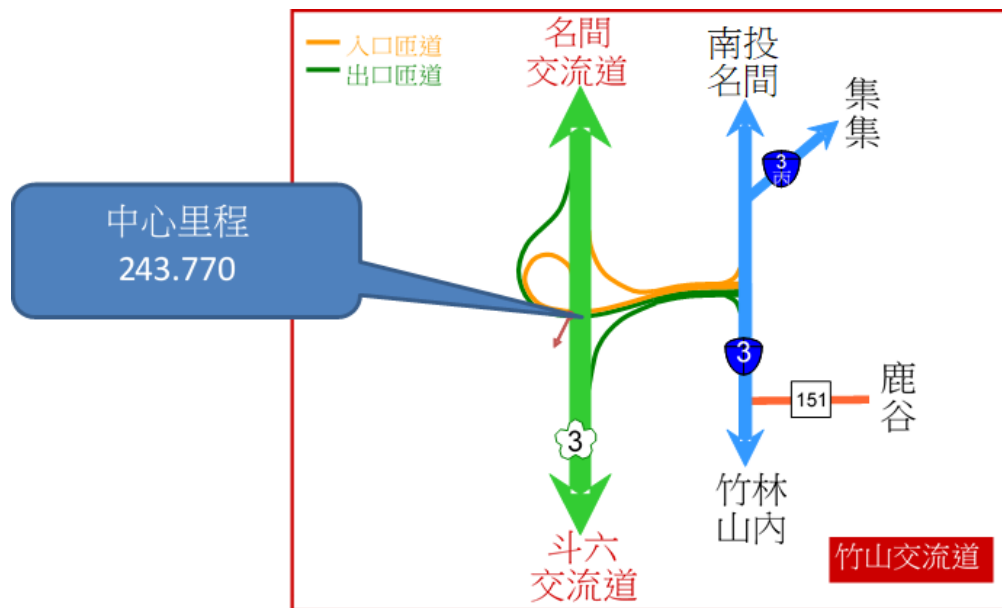 入口匝道
出口匝道
名間
交流道
南投
名間
集
集
3
丙
中心里程
243.770
3
151
鹿
谷
3
竹林
山內
斗六
交流道
竹山交流道